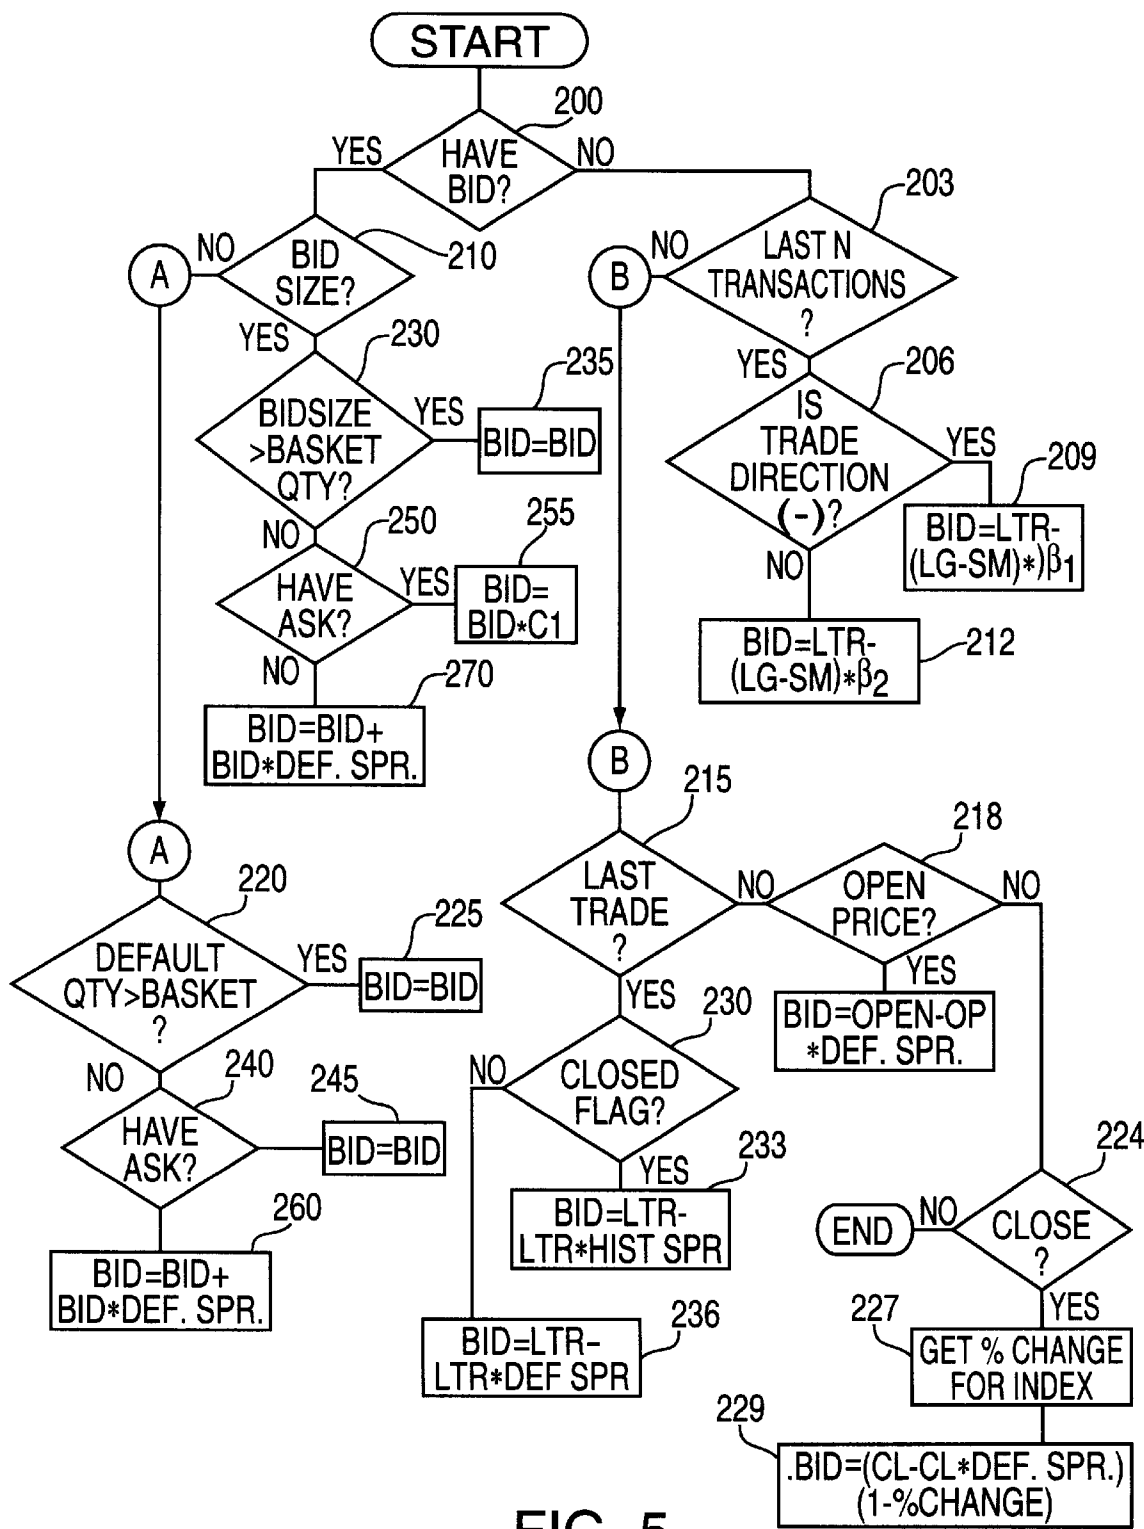 START
200
YES
HAVE
BID?
NO
203
NO
BID
SIZE?
210
A
NO
LAST N
TRANSACTIONS
?
B
YES
230
235
YES
206
BIDSIZE
>BASKET
QTY?
YES
BID=BID
IS
TRADE
DIRECTION
(-)?
YES
209
BID=LTR-
(LG-SM)*)β1
NO
250
255
HAVE
ASK?
YES
BID=
BID*C1
NO
BID=LTR-
(LG-SM)*β2
212
NO
270
BID=BID+
BID*DEF. SPR.
B
215
218
A
220
LAST
TRADE
?
NO
OPEN
PRICE?
NO
225
DEFAULT
QTY>BASKET
?
YES
BID=BID
YES
230
YES
BID=OPEN-OP
*DEF. SPR.
NO
240
245
NO
CLOSED
FLAG?
HAVE
ASK?
BID=BID
YES
233
224
260
BID=LTR-
LTR*HIST SPR
END
NO
CLOSE
?
BID=BID+
BID*DEF. SPR.
YES
227
236
BID=LTR-
LTR*DEF SPR
GET % CHANGE
FOR INDEX
229
.BID=(CL-CL*DEF. SPR.)
(1-%CHANGE)
FIG. 5